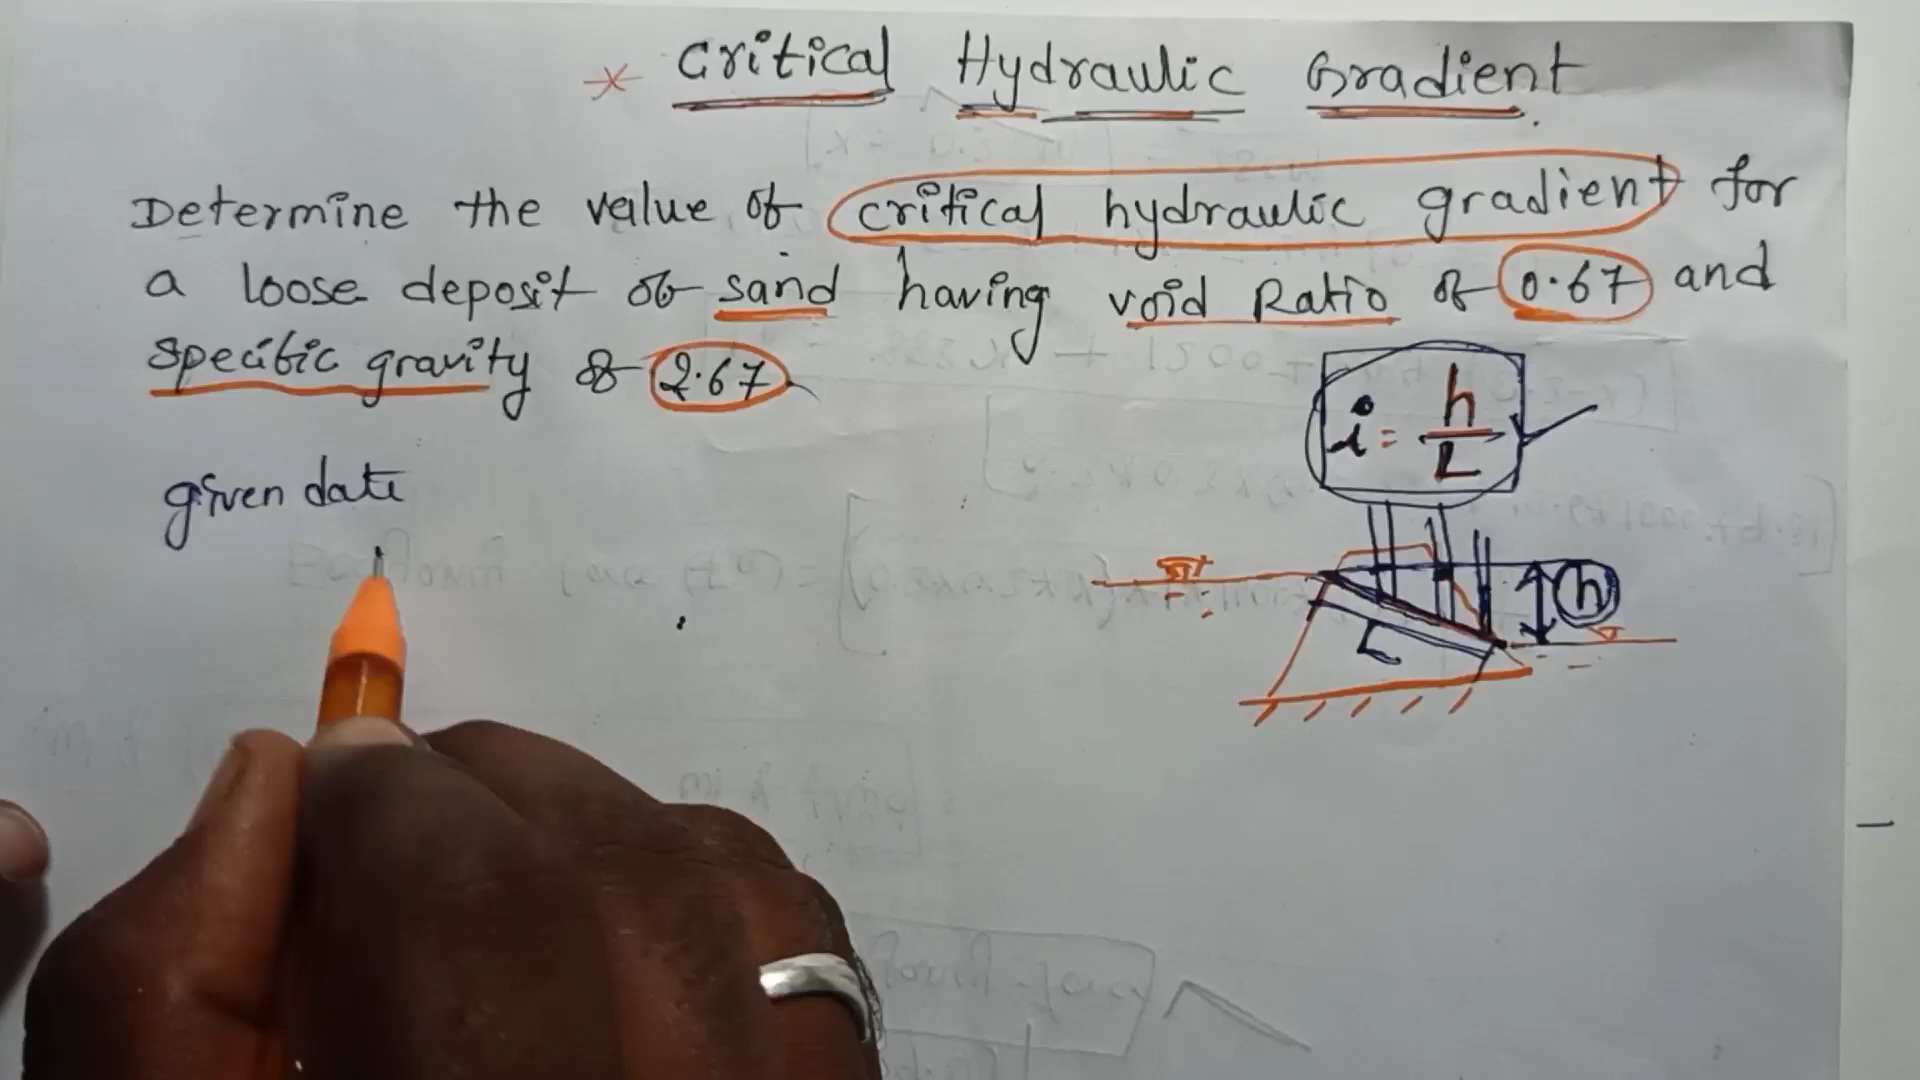 * Critical Hydraulic Gradient.
Determine the value of critical hydraulic gradient for
a loose deposit of sand having void Ratio of 0.67 and
specific gravity of 2.67
i = h/L
given date
h
L